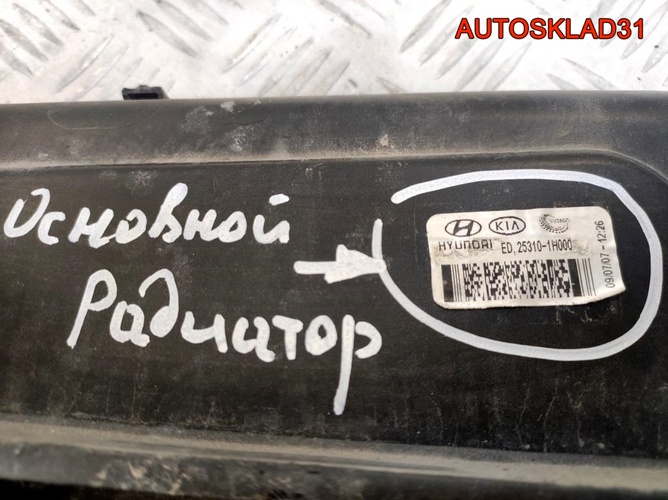 AUTOSKLAD31
Основной
Радиатор
KIA
HYUNDAI ED, 25310-1H000
09/07/07 - 12:26